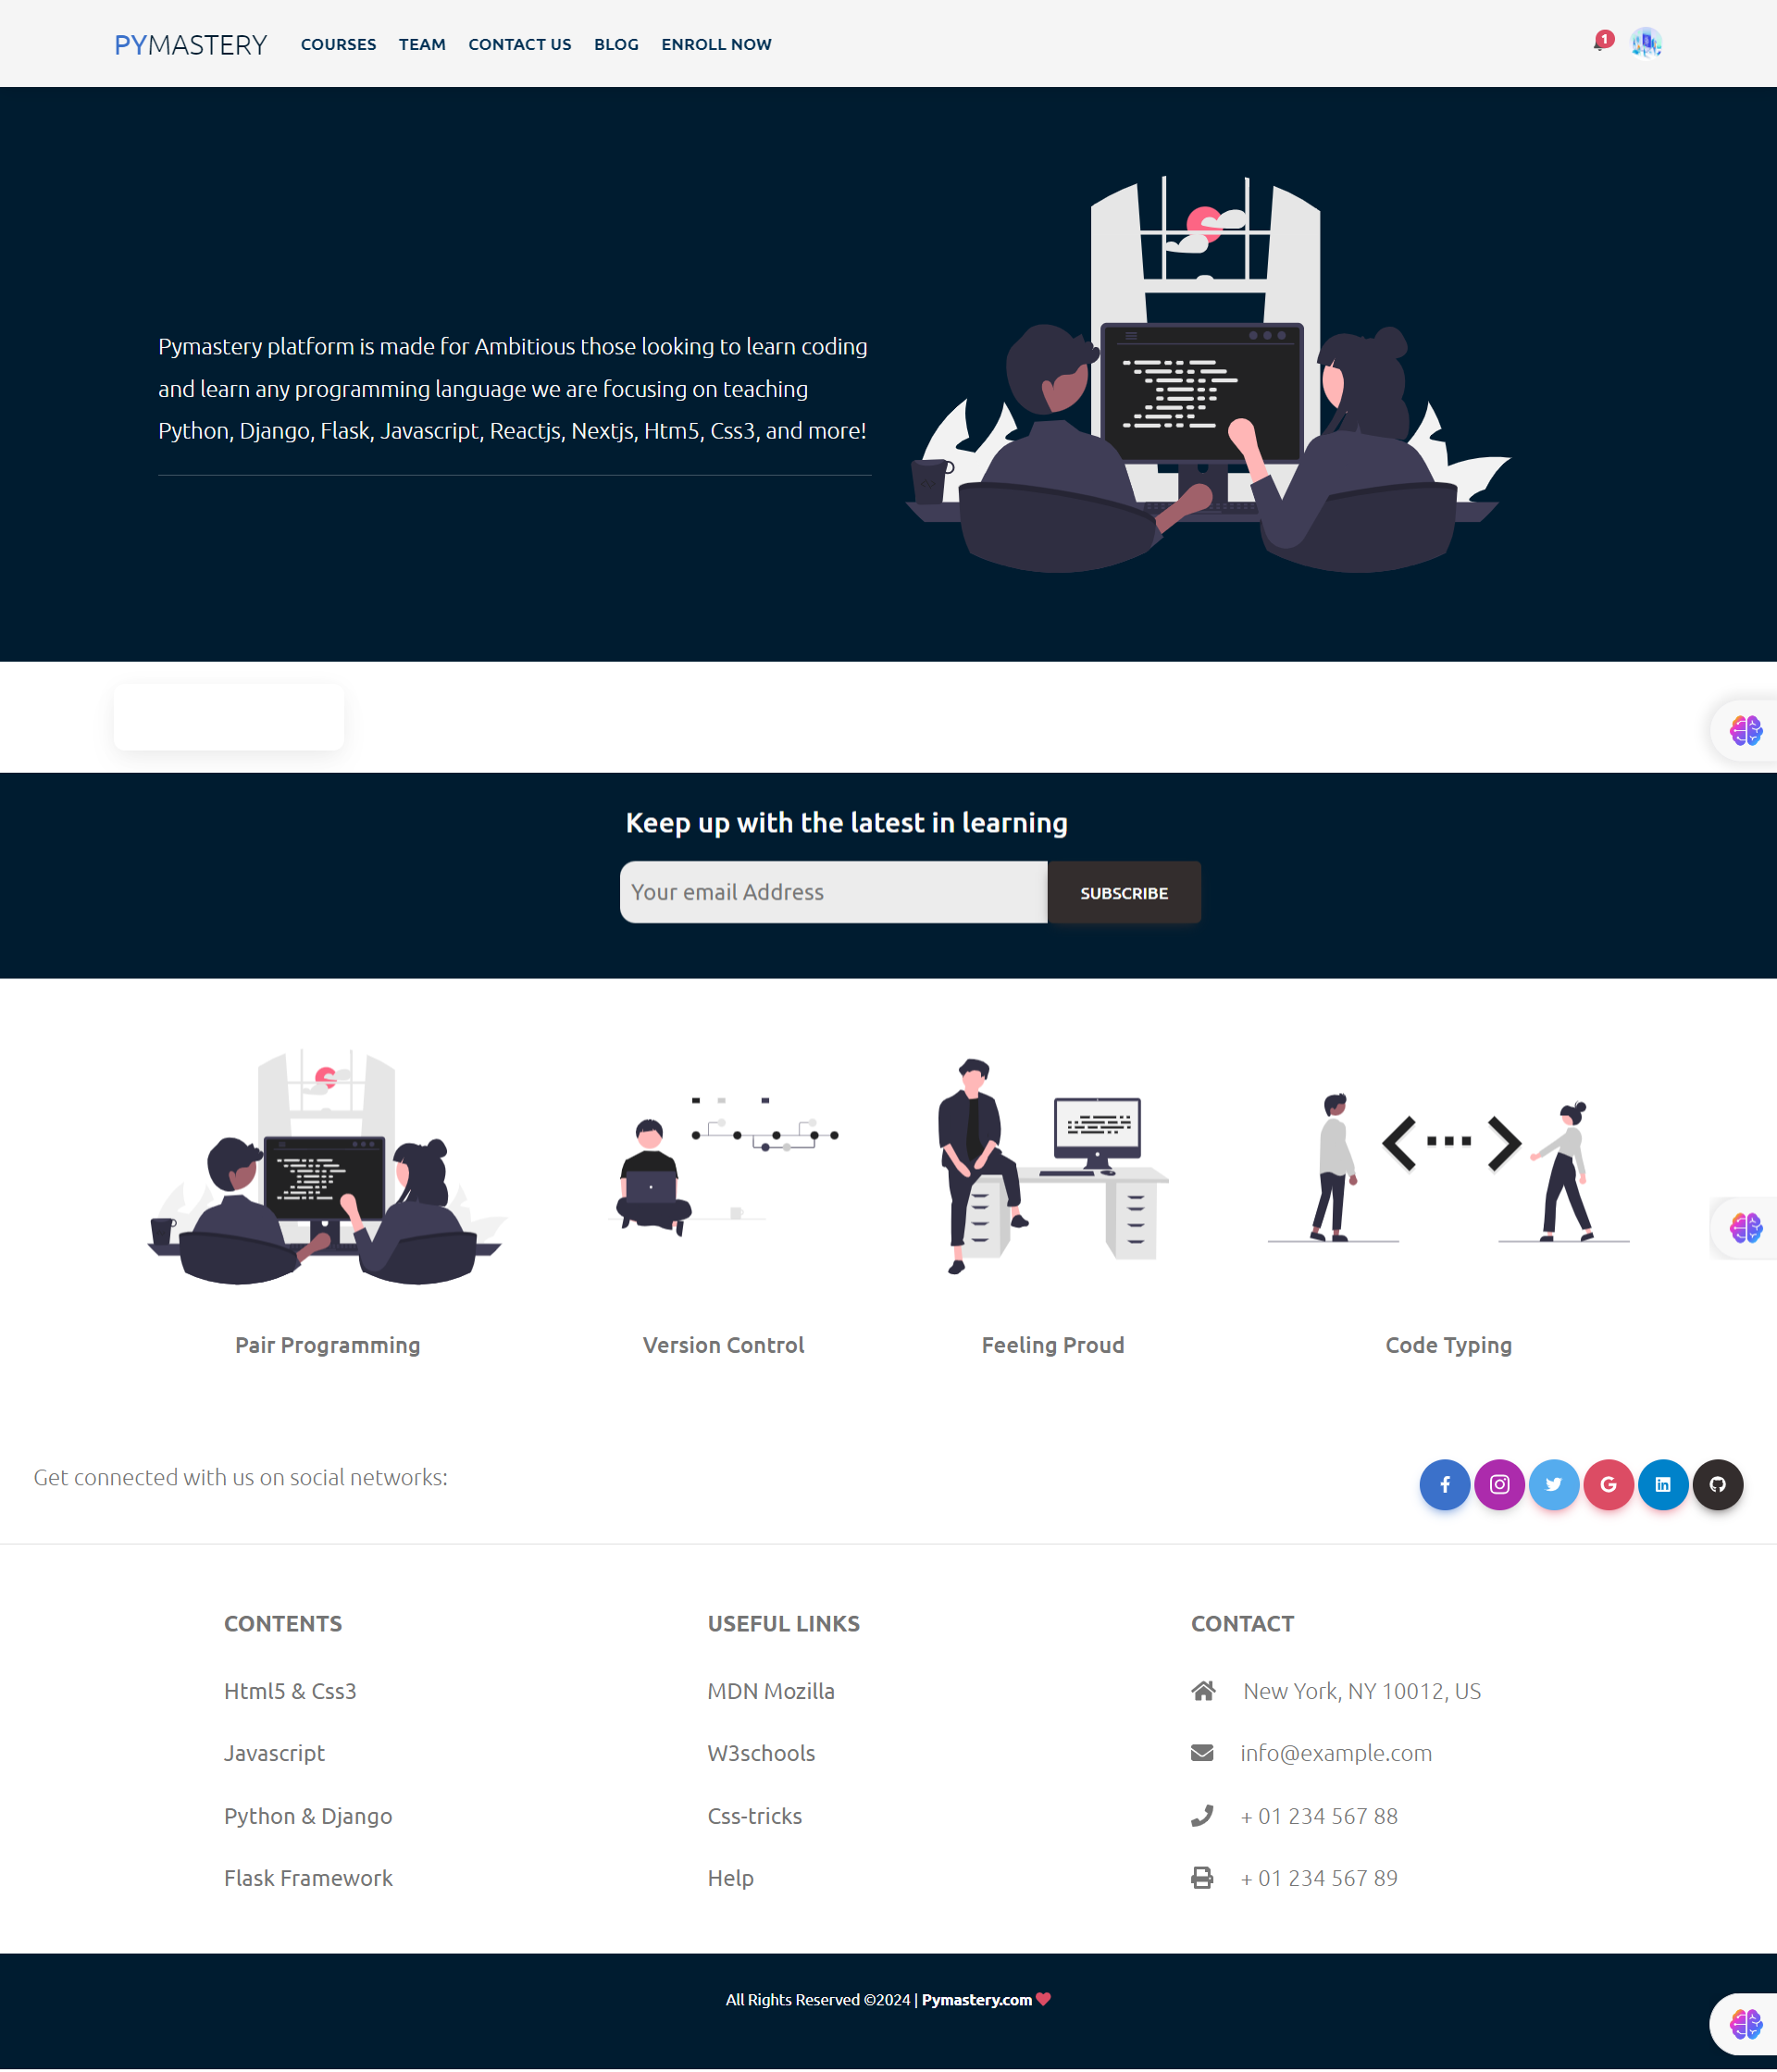 PYMASTERY COURSES TEAM CONTACT US BLOG ENROLL NOW 1
Pymastery platform is made for Ambitious those looking to learn coding
and learn any programming language we are focusing on teaching
Python, Django, Flask, Javascript, Reactjs, Nextjs, Htm5, Css3, and more!
Keep up with the latest in learning
Your email Address SUBSCRIBE
Pair Programming Version Control Feeling Proud Code Typing
Get connected with us on social networks:
CONTENTS
Html5 & Css3
Javascript
Python & Django
Flask Framework
USEFUL LINKS
MDN Mozilla
W3schools
Css-tricks
Help
CONTACT
New York, NY 10012, US
info@example.com
+ 01 234 567 88
+ 01 234 567 89
All Rights Reserved ©2024 | Pymastery.com